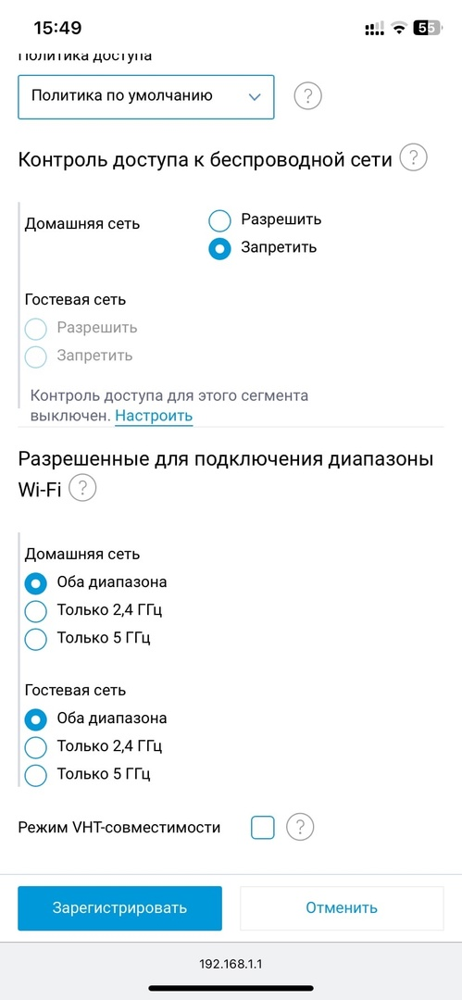 15:49
55
Политика доступа
Политика по умолчанию
?
Контроль доступа к беспроводной сети ?
Домашняя сеть
Разрешить
Запретить
Гостевая сеть
Разрешить
Запретить
Контроль доступа для этого сегмента
выключен. Настроить
Разрешенные для подключения диапазоны
Wi-Fi ?
Домашняя сеть
Оба диапазона
Только 2,4 ГГц
Только 5 ГГц
Гостевая сеть
Оба диапазона
Только 2,4 ГГц
Только 5 ГГц
Режим VHT-совместимости ?
Зарегистрировать
Отменить
192.168.1.1